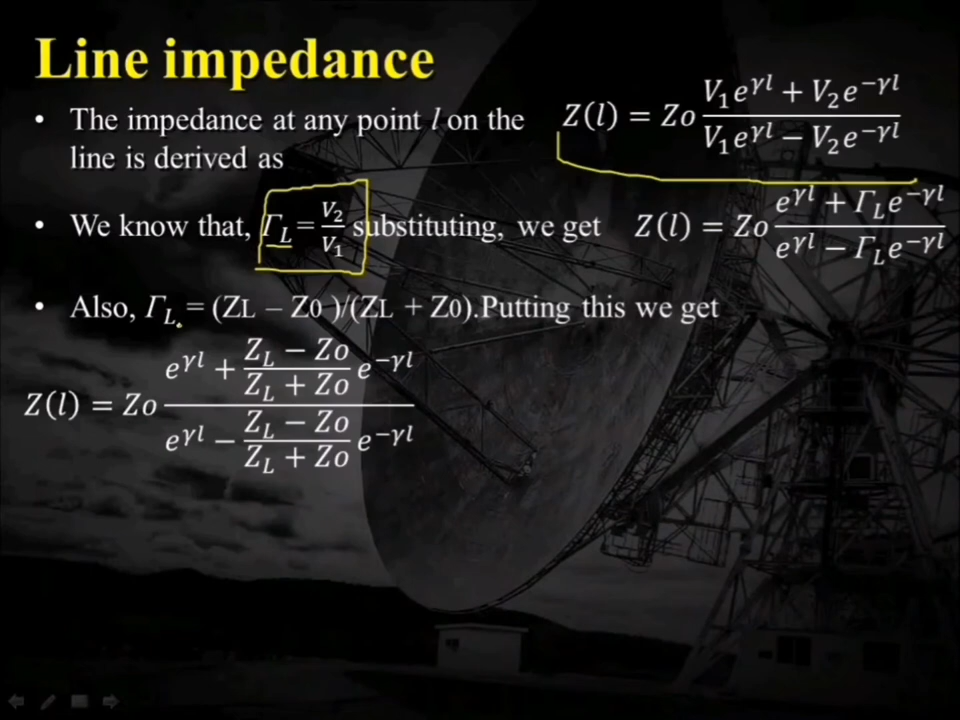 Line impedance
• The impedance at any point l on the
line is derived as
Z(l) = Zo (V₁e^γl + V₂e^−γl)/(V₁e^γl − V₂e^−γl)
• We know that, Γ_L = V₂/V₁ substituting, we get Z(l) = Zo (e^γl + Γ_L e^−γl)/(e^γl − Γ_L e^−γl)
• Also, Γ_L = (ZL – Z0 )/(ZL + Z0).Putting this we get
Z(l) = Zo (e^γl + (Z_L − Zo)/(Z_L + Zo) e^−γl)/(e^γl − (Z_L − Zo)/(Z_L + Zo) e^−γl)